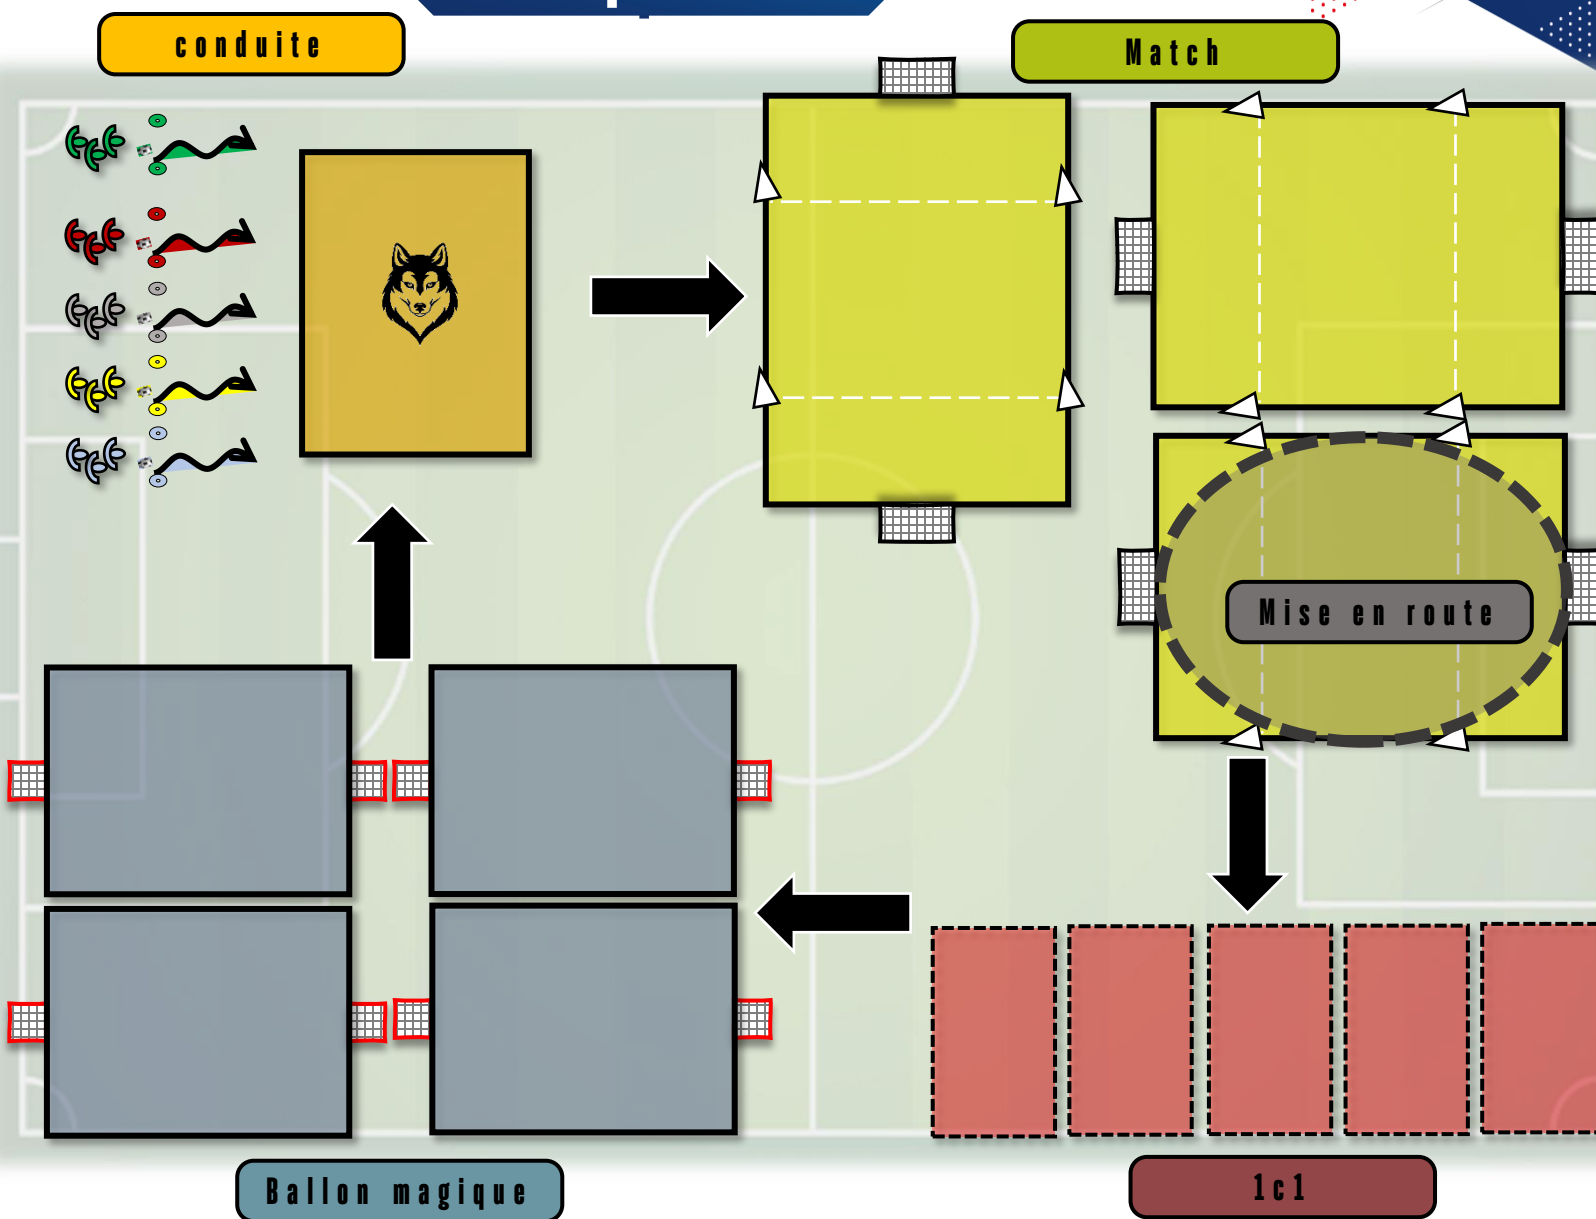 conduite
Match
Mise en route
Ballon magique
1c1